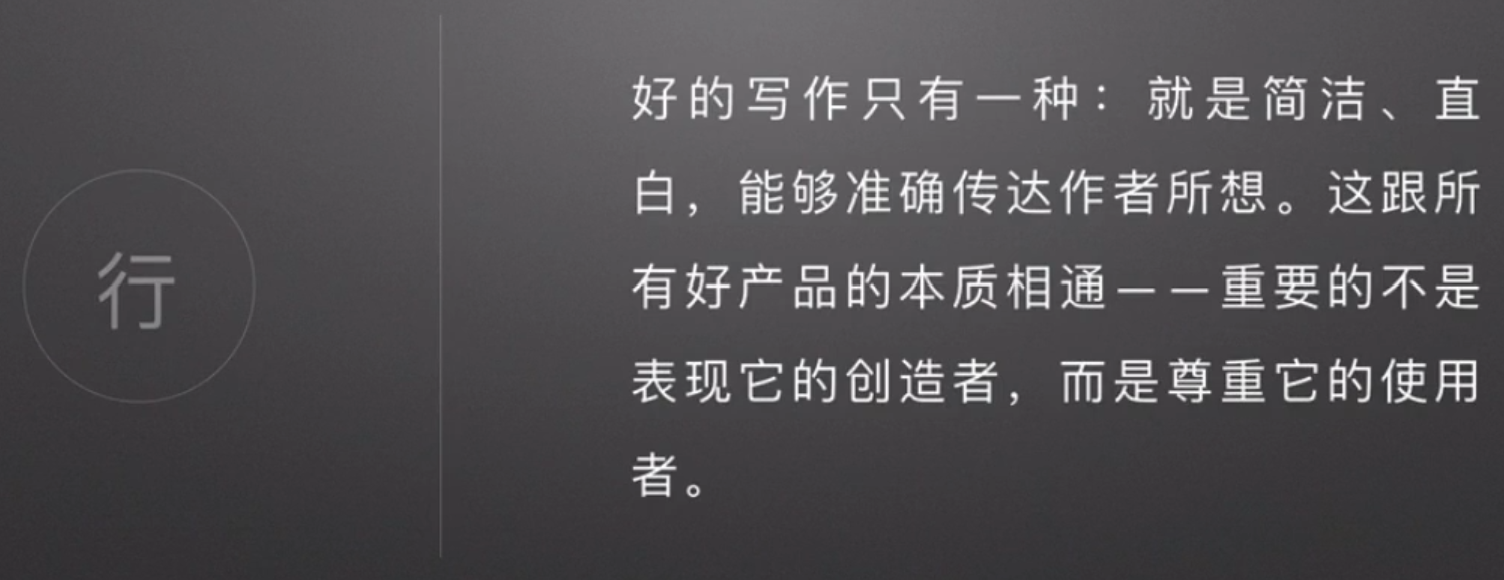 行
好的写作只有一种：就是简洁、直
白，能够准确传达作者所想。这跟所
有好产品的本质相通——重要的不是
表现它的创造者，而是尊重它的使用
者。